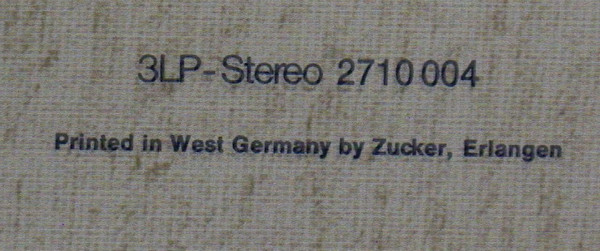 3LP-Stereo 2710 004
Printed in West Germany by Zucker, Erlangen